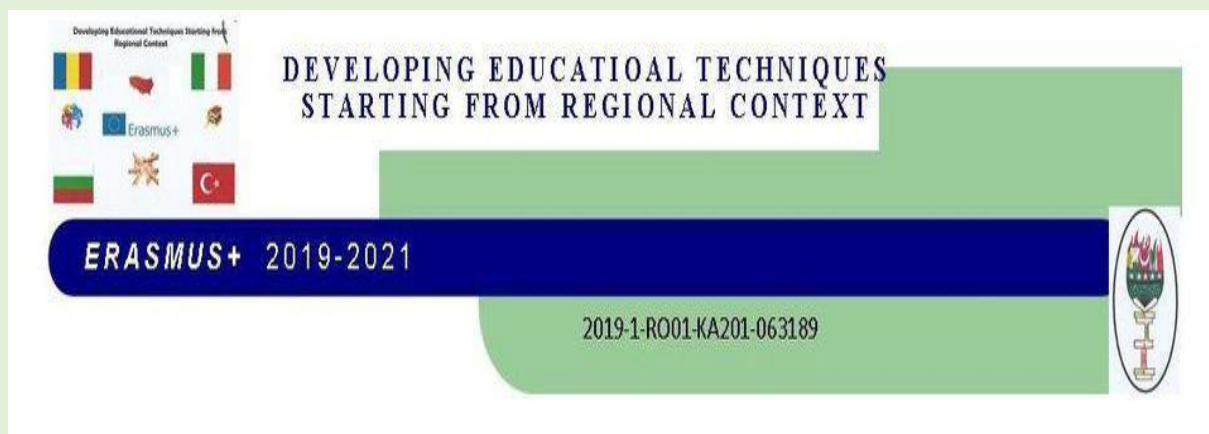 Developing Educational Techniques Starting from
Regional Context
Erasmus+
DEVELOPING EDUCATIOAL TECHNIQUES
STARTING FROM REGIONAL CONTEXT
ERASMUS+ 2019-2021
2019-1-RO01-KA201-063189